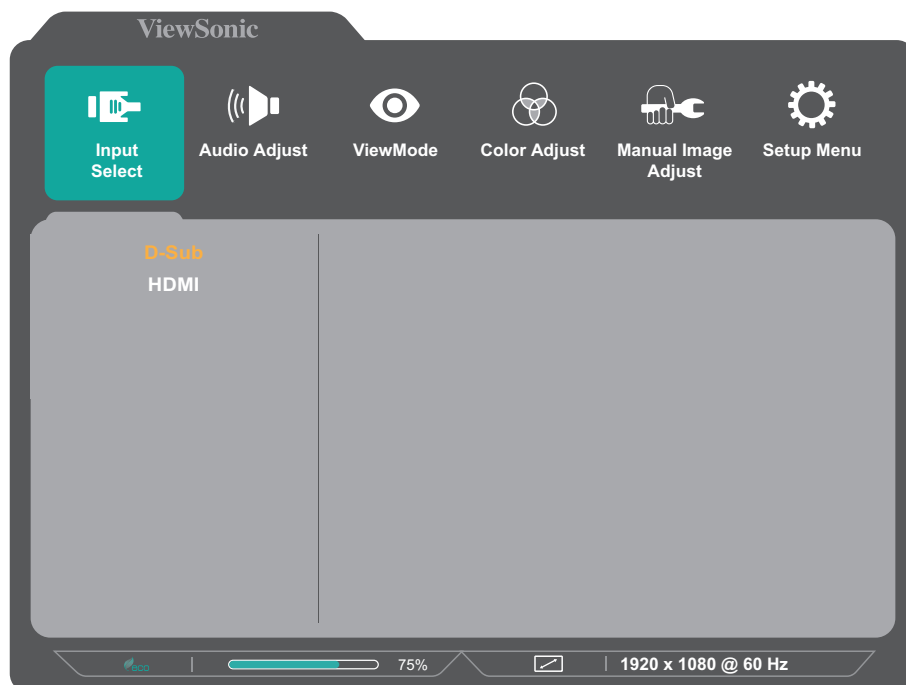 ViewSonic
Input Select
Audio Adjust
ViewMode
Color Adjust
Manual Image Adjust
Setup Menu
D-Sub
HDMI
eco
75%
1920 x 1080 @ 60 Hz